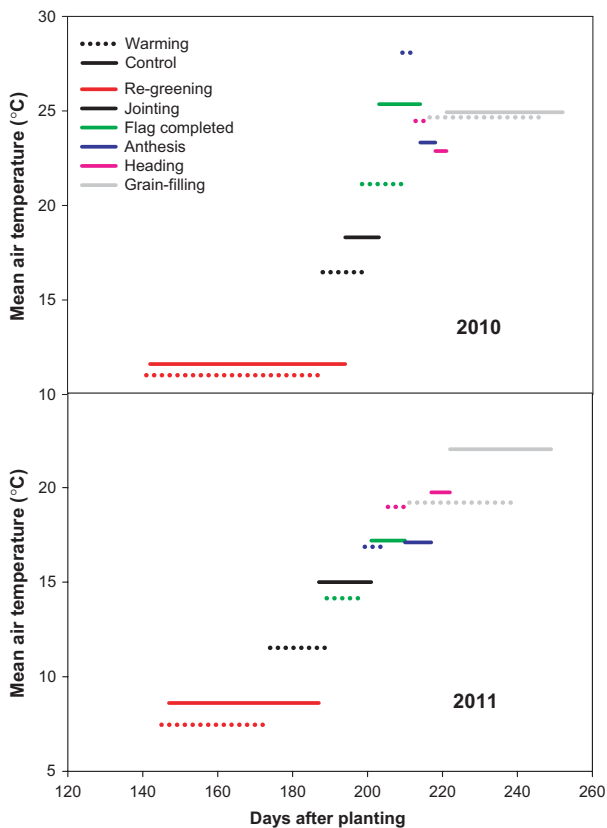 30
25
20
15
10
Mean air temperature (°C)
Warming
Control
Re-greening
Jointing
Flag completed
Anthesis
Heading
Grain-filling
2010
20
15
10
5
Mean air temperature (°C)
2011
120 140 160 180 200 220 240 260
Days after planting